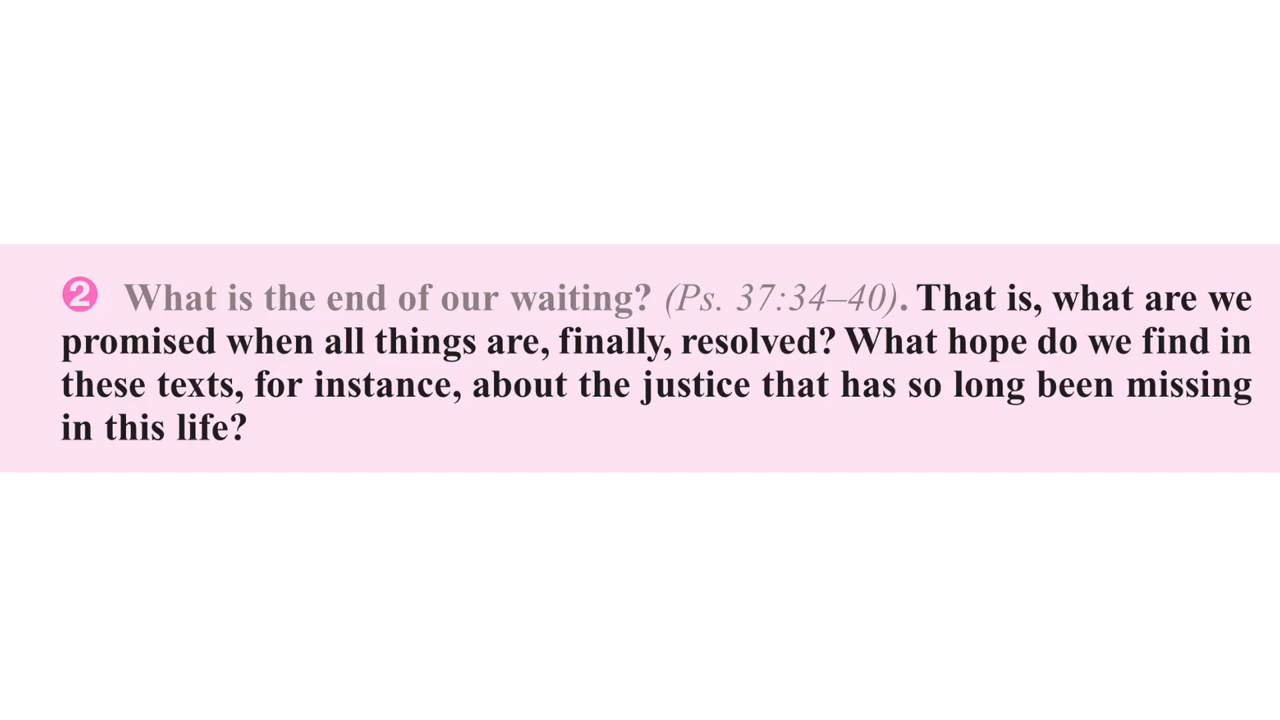 ❷ What is the end of our waiting? (Ps. 37:34–40). That is, what are we
promised when all things are, finally, resolved? What hope do we find in
these texts, for instance, about the justice that has so long been missing
in this life?